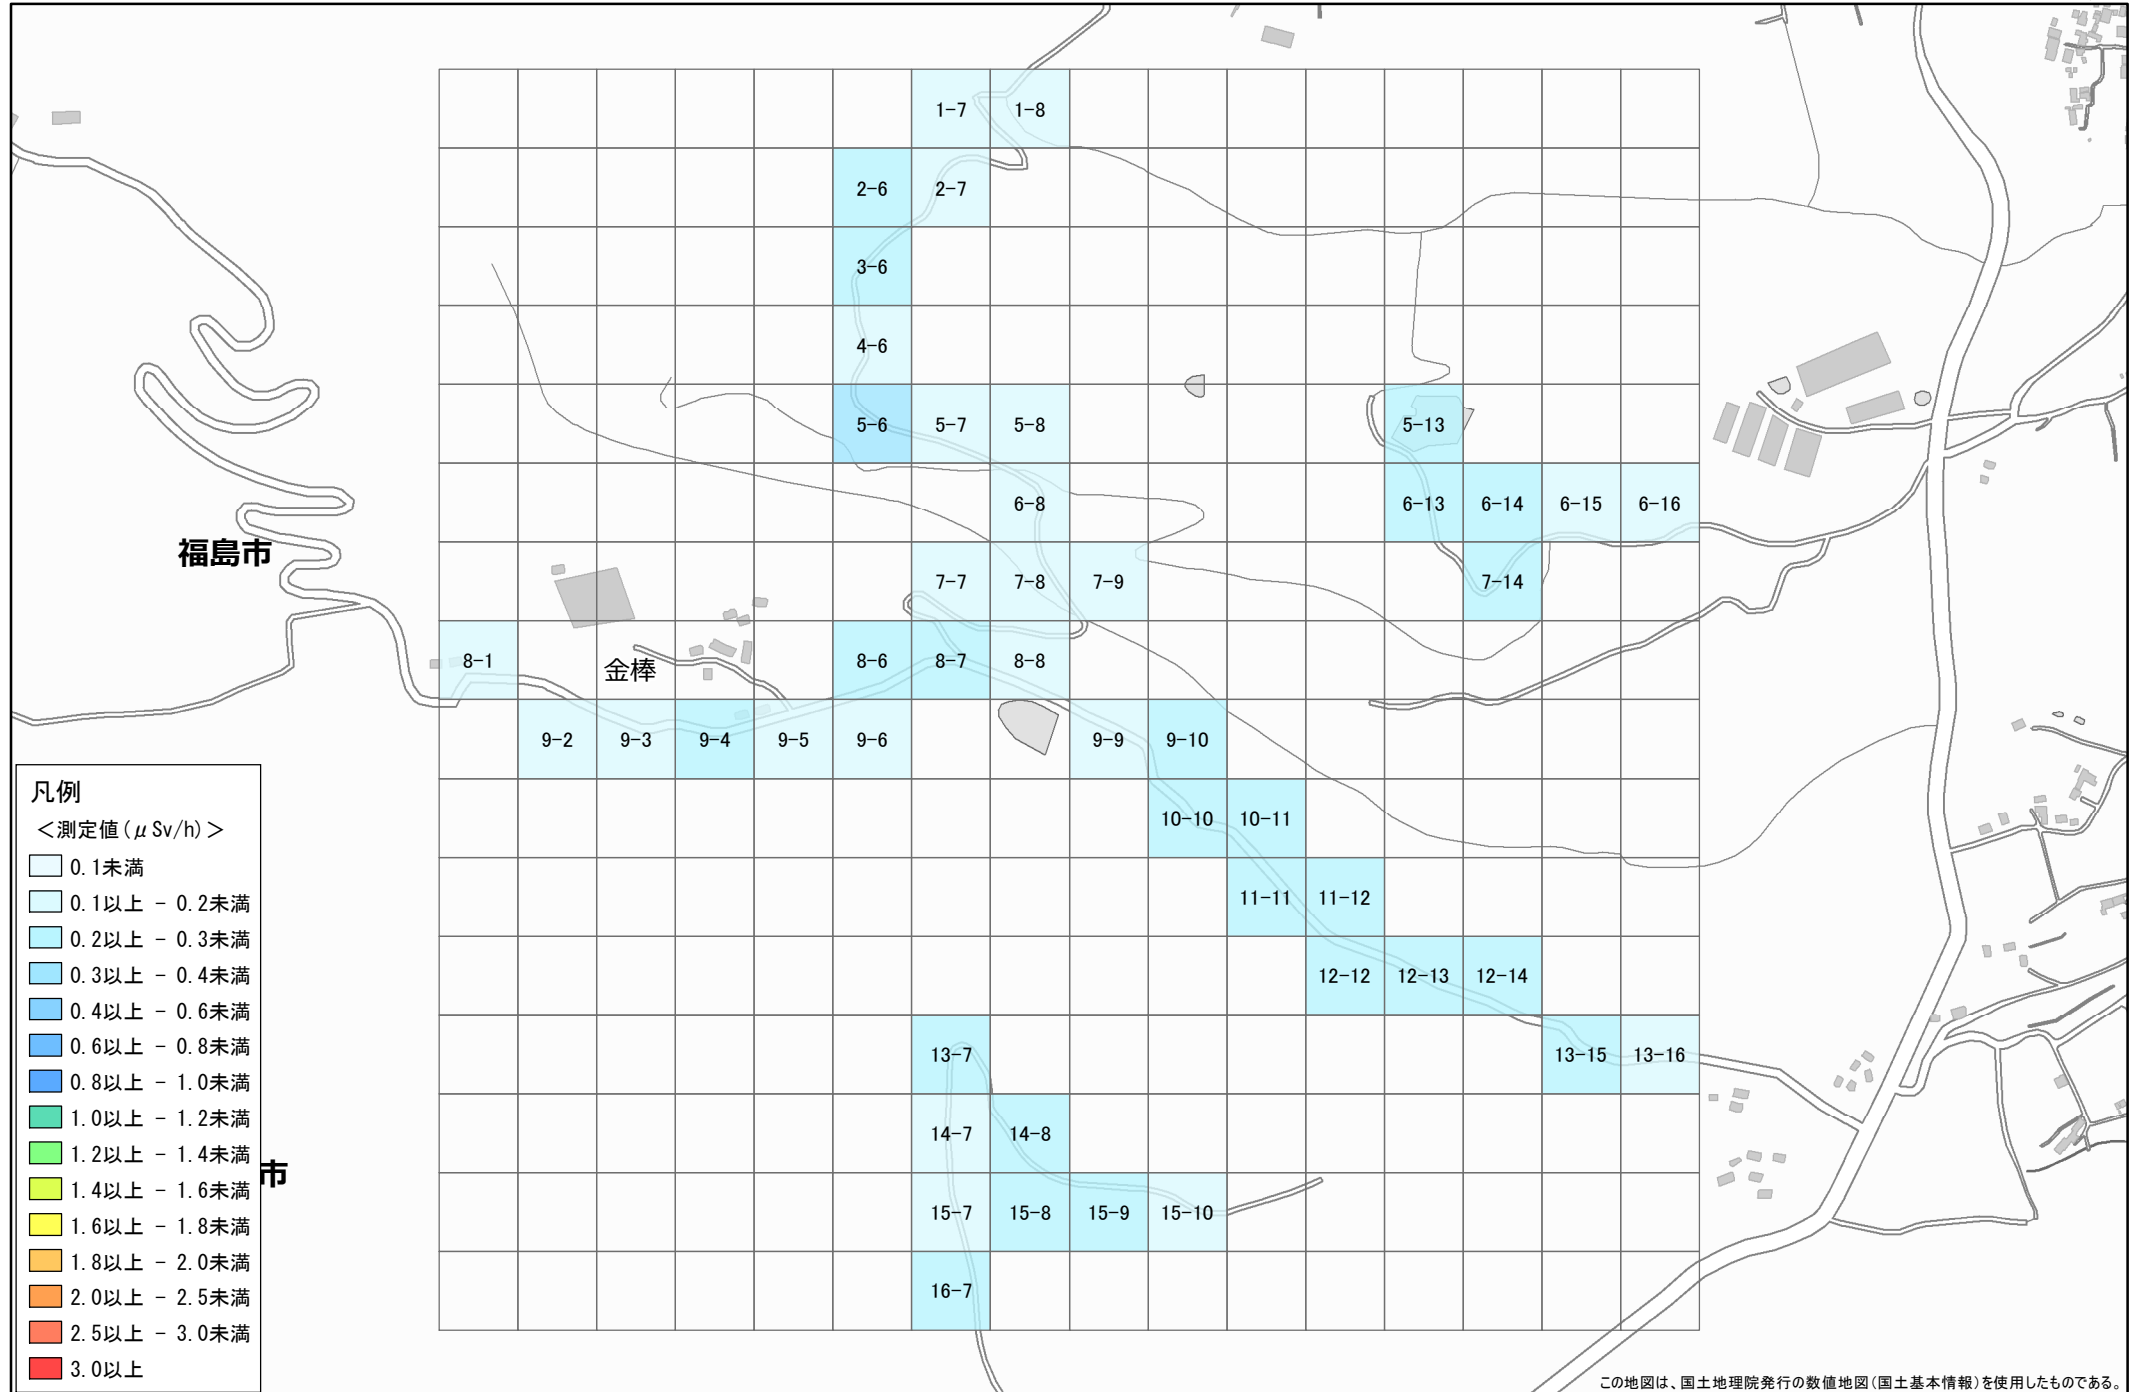 1-7 1-8
2-6 2-7
3-6
4-6
5-6 5-7 5-8 5-13
6-8 6-13 6-14 6-15 6-16
福島市
7-7 7-8 7-9 7-14
8-1 金棒 8-6 8-7 8-8
9-2 9-3 9-4 9-5 9-6 9-9 9-10
10-10 10-11
11-11 11-12
12-12 12-13 12-14
13-7 13-15 13-16
14-7 14-8
市
15-7 15-8 15-9 15-10
16-7
凡例
<測定値(μSv/h)>
0.1未満
0.1以上 - 0.2未満
0.2以上 - 0.3未満
0.3以上 - 0.4未満
0.4以上 - 0.6未満
0.6以上 - 0.8未満
0.8以上 - 1.0未満
1.0以上 - 1.2未満
1.2以上 - 1.4未満
1.4以上 - 1.6未満
1.6以上 - 1.8未満
1.8以上 - 2.0未満
2.0以上 - 2.5未満
2.5以上 - 3.0未満
3.0以上
この地図は、国土地理院発行の数値地図(国土基本情報)を使用したものである。